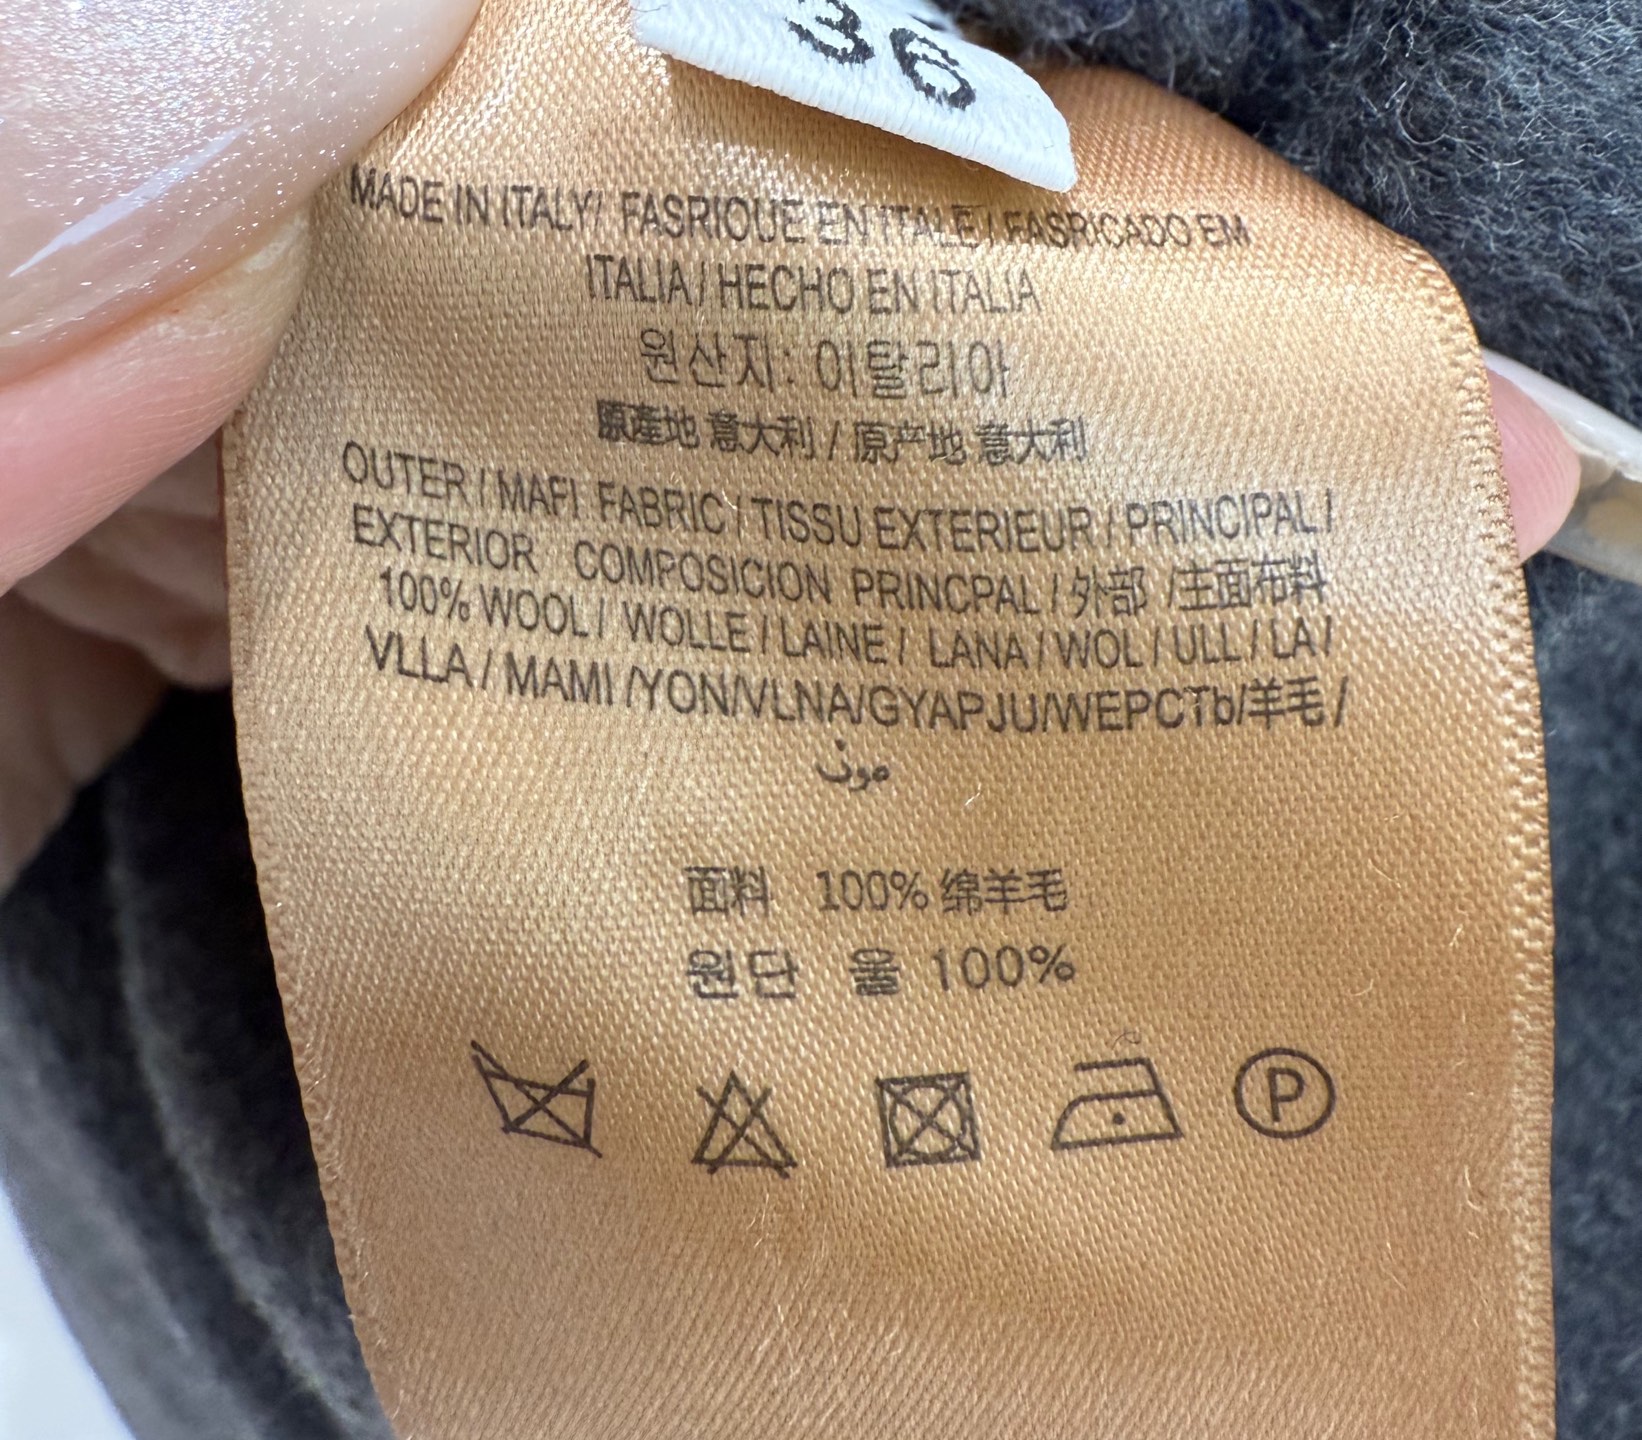 36
MADE IN ITALY/ FASRIQUE EN ITALE / FASRICADO EM
ITALIA / HECHO EN ITALIA
원산지: 이탈리아
原產地 意大利 / 原产地 意大利
OUTER / MAFI FABRIC / TISSU EXTERIEUR / PRINCIPAL /
EXTERIOR COMPOSICION PRINCPAL / 外部 /主面布料
100% WOOL / WOLLE / LAINE / LANA / WOL / ULL / LA /
VLLA / MAMI /YON/VLNA/GYAPJU/WEPCTb/羊毛 /
صوف
面料 100% 绵羊毛
원단 울 100%
P